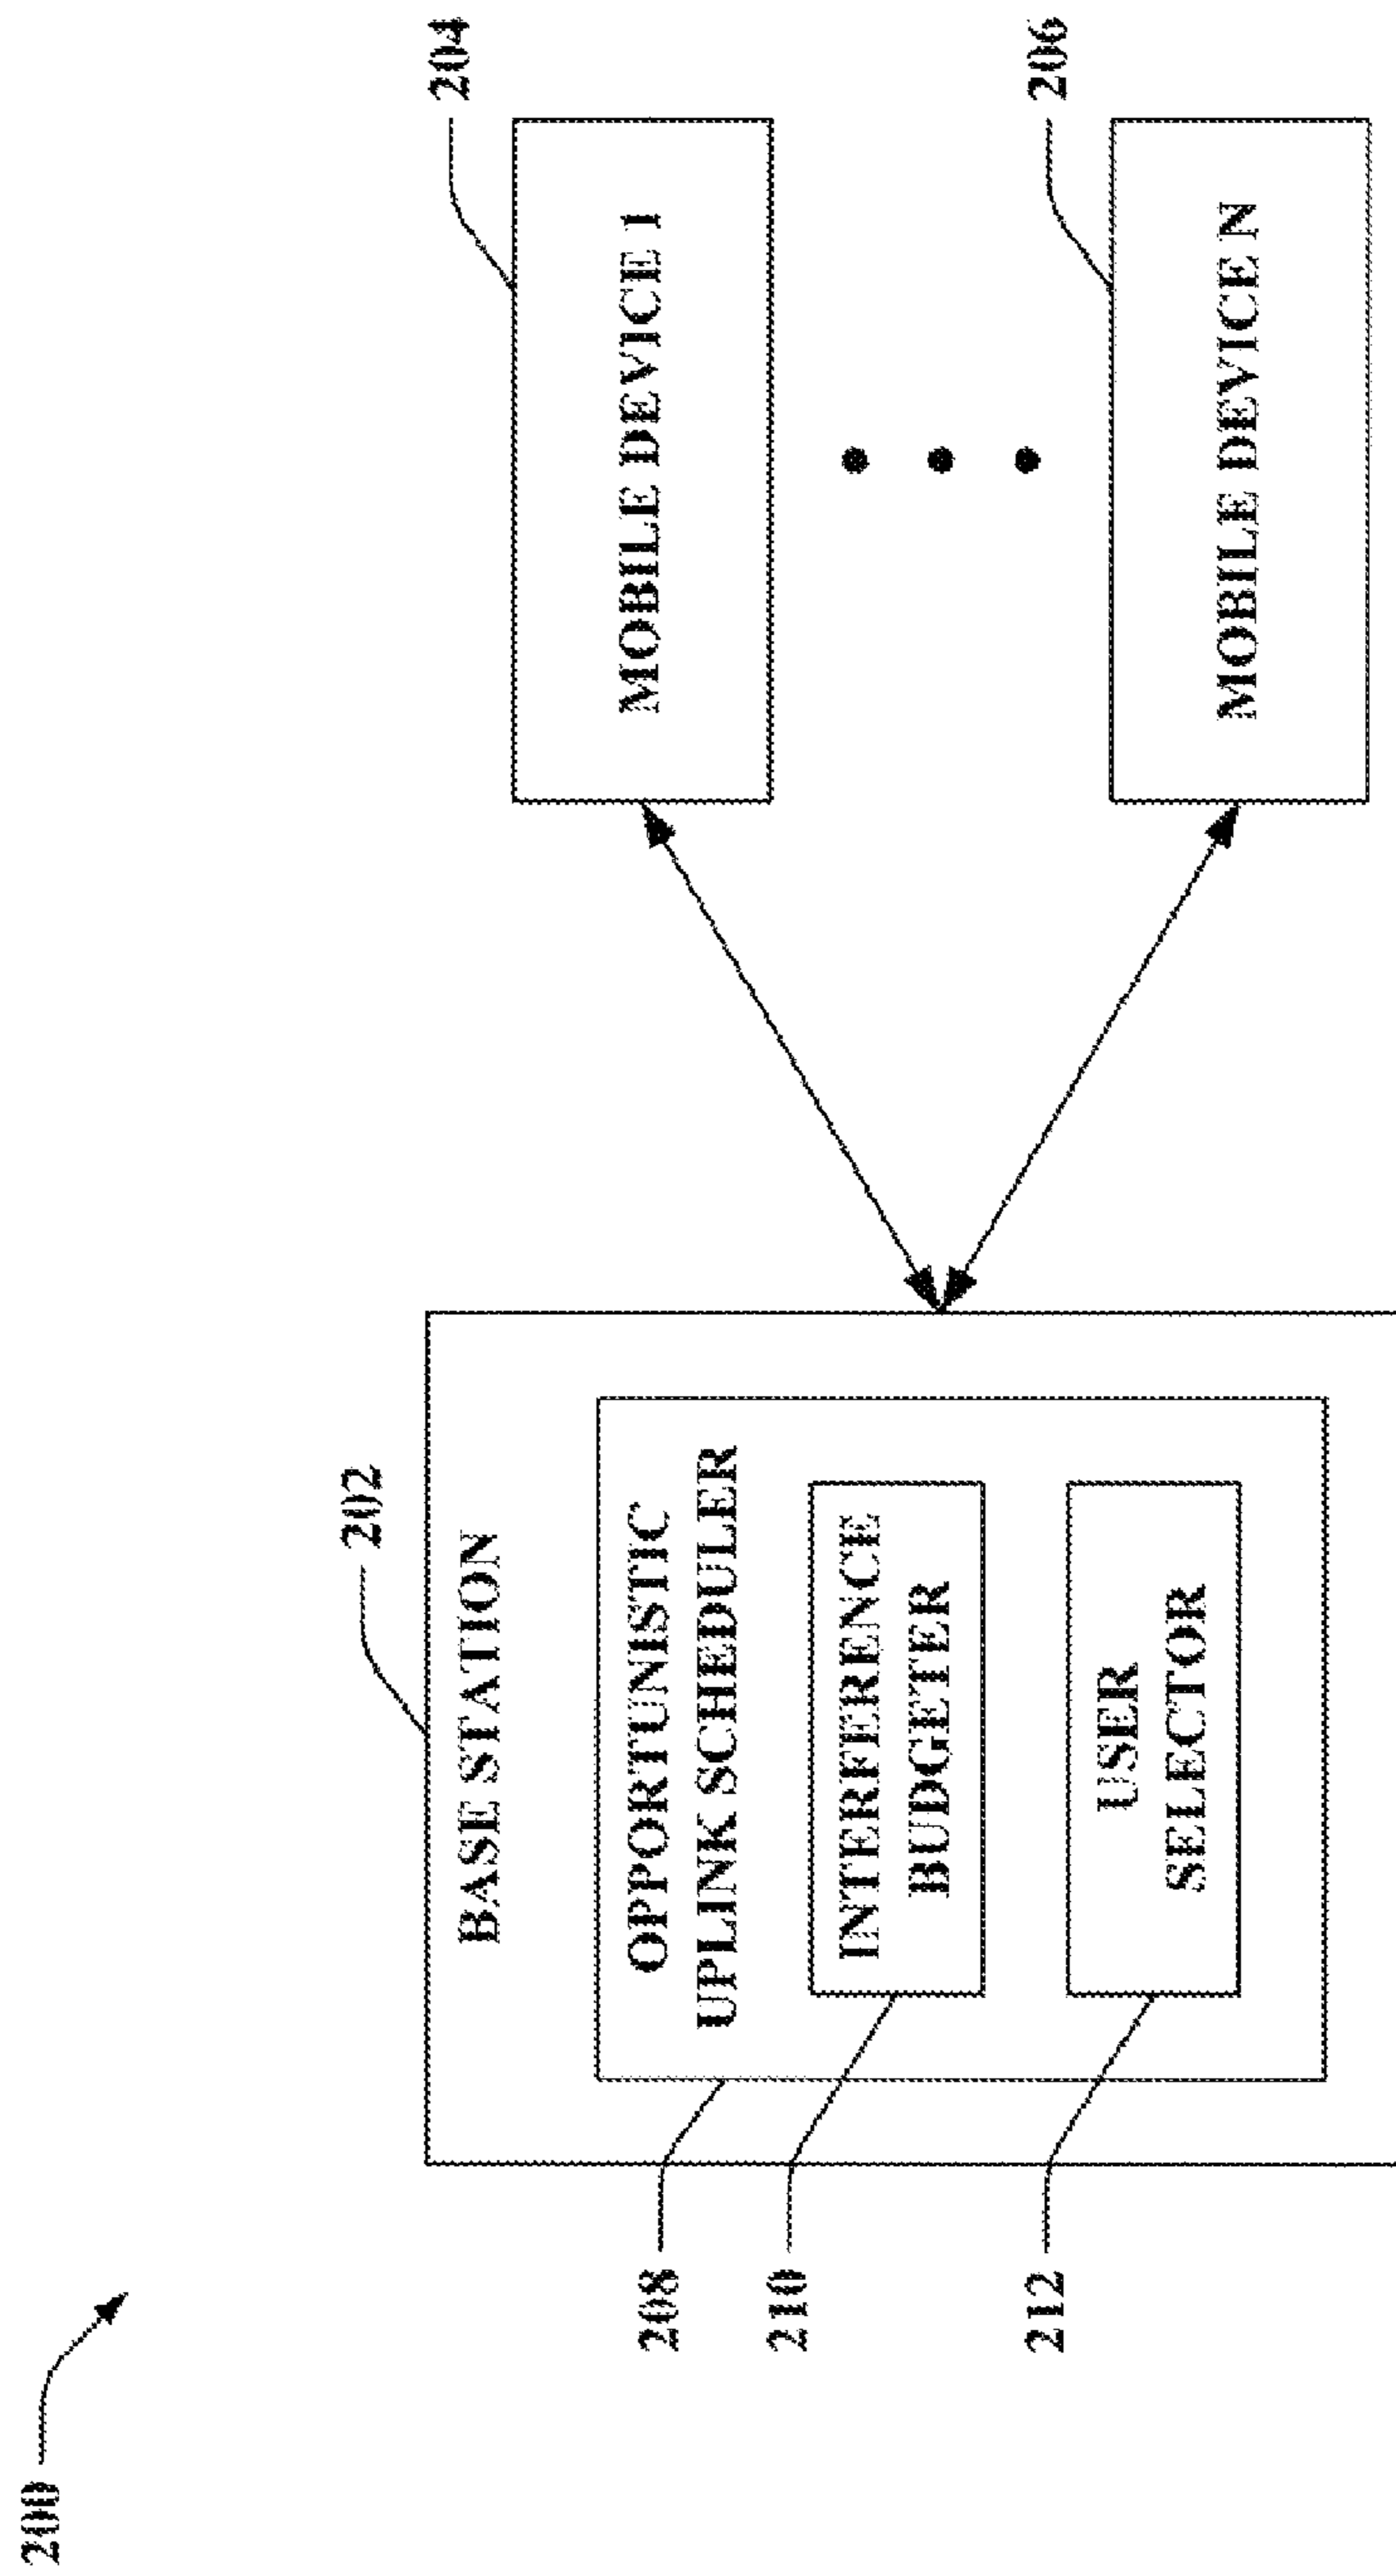 200
202
BASE STATION
OPPORTUNISTIC
UPLINK SCHEDULER
208
INTERFERENCE
BUDGETER
210
USER
SELECTOR
212
204
MOBILE DEVICE 1
206
MOBILE DEVICE N